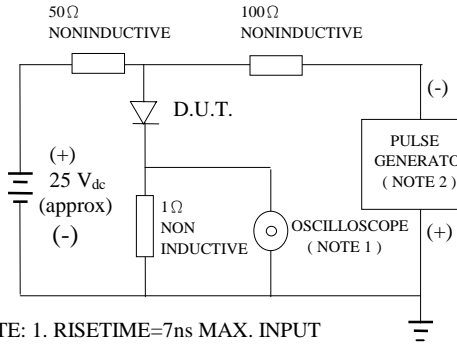 50Ω
NONINDUCTIVE
100Ω
NONINDUCTIVE
(-)
D.U.T.
PULSE
GENERATO
( NOTE 2 )
(+)
25 Vdc
(approx)
(-)
1Ω
NON
INDUCTIVE
OSCILLOSCOPE
( NOTE 1 )
(+)
TE: 1. RISETIME=7ns MAX. INPUT